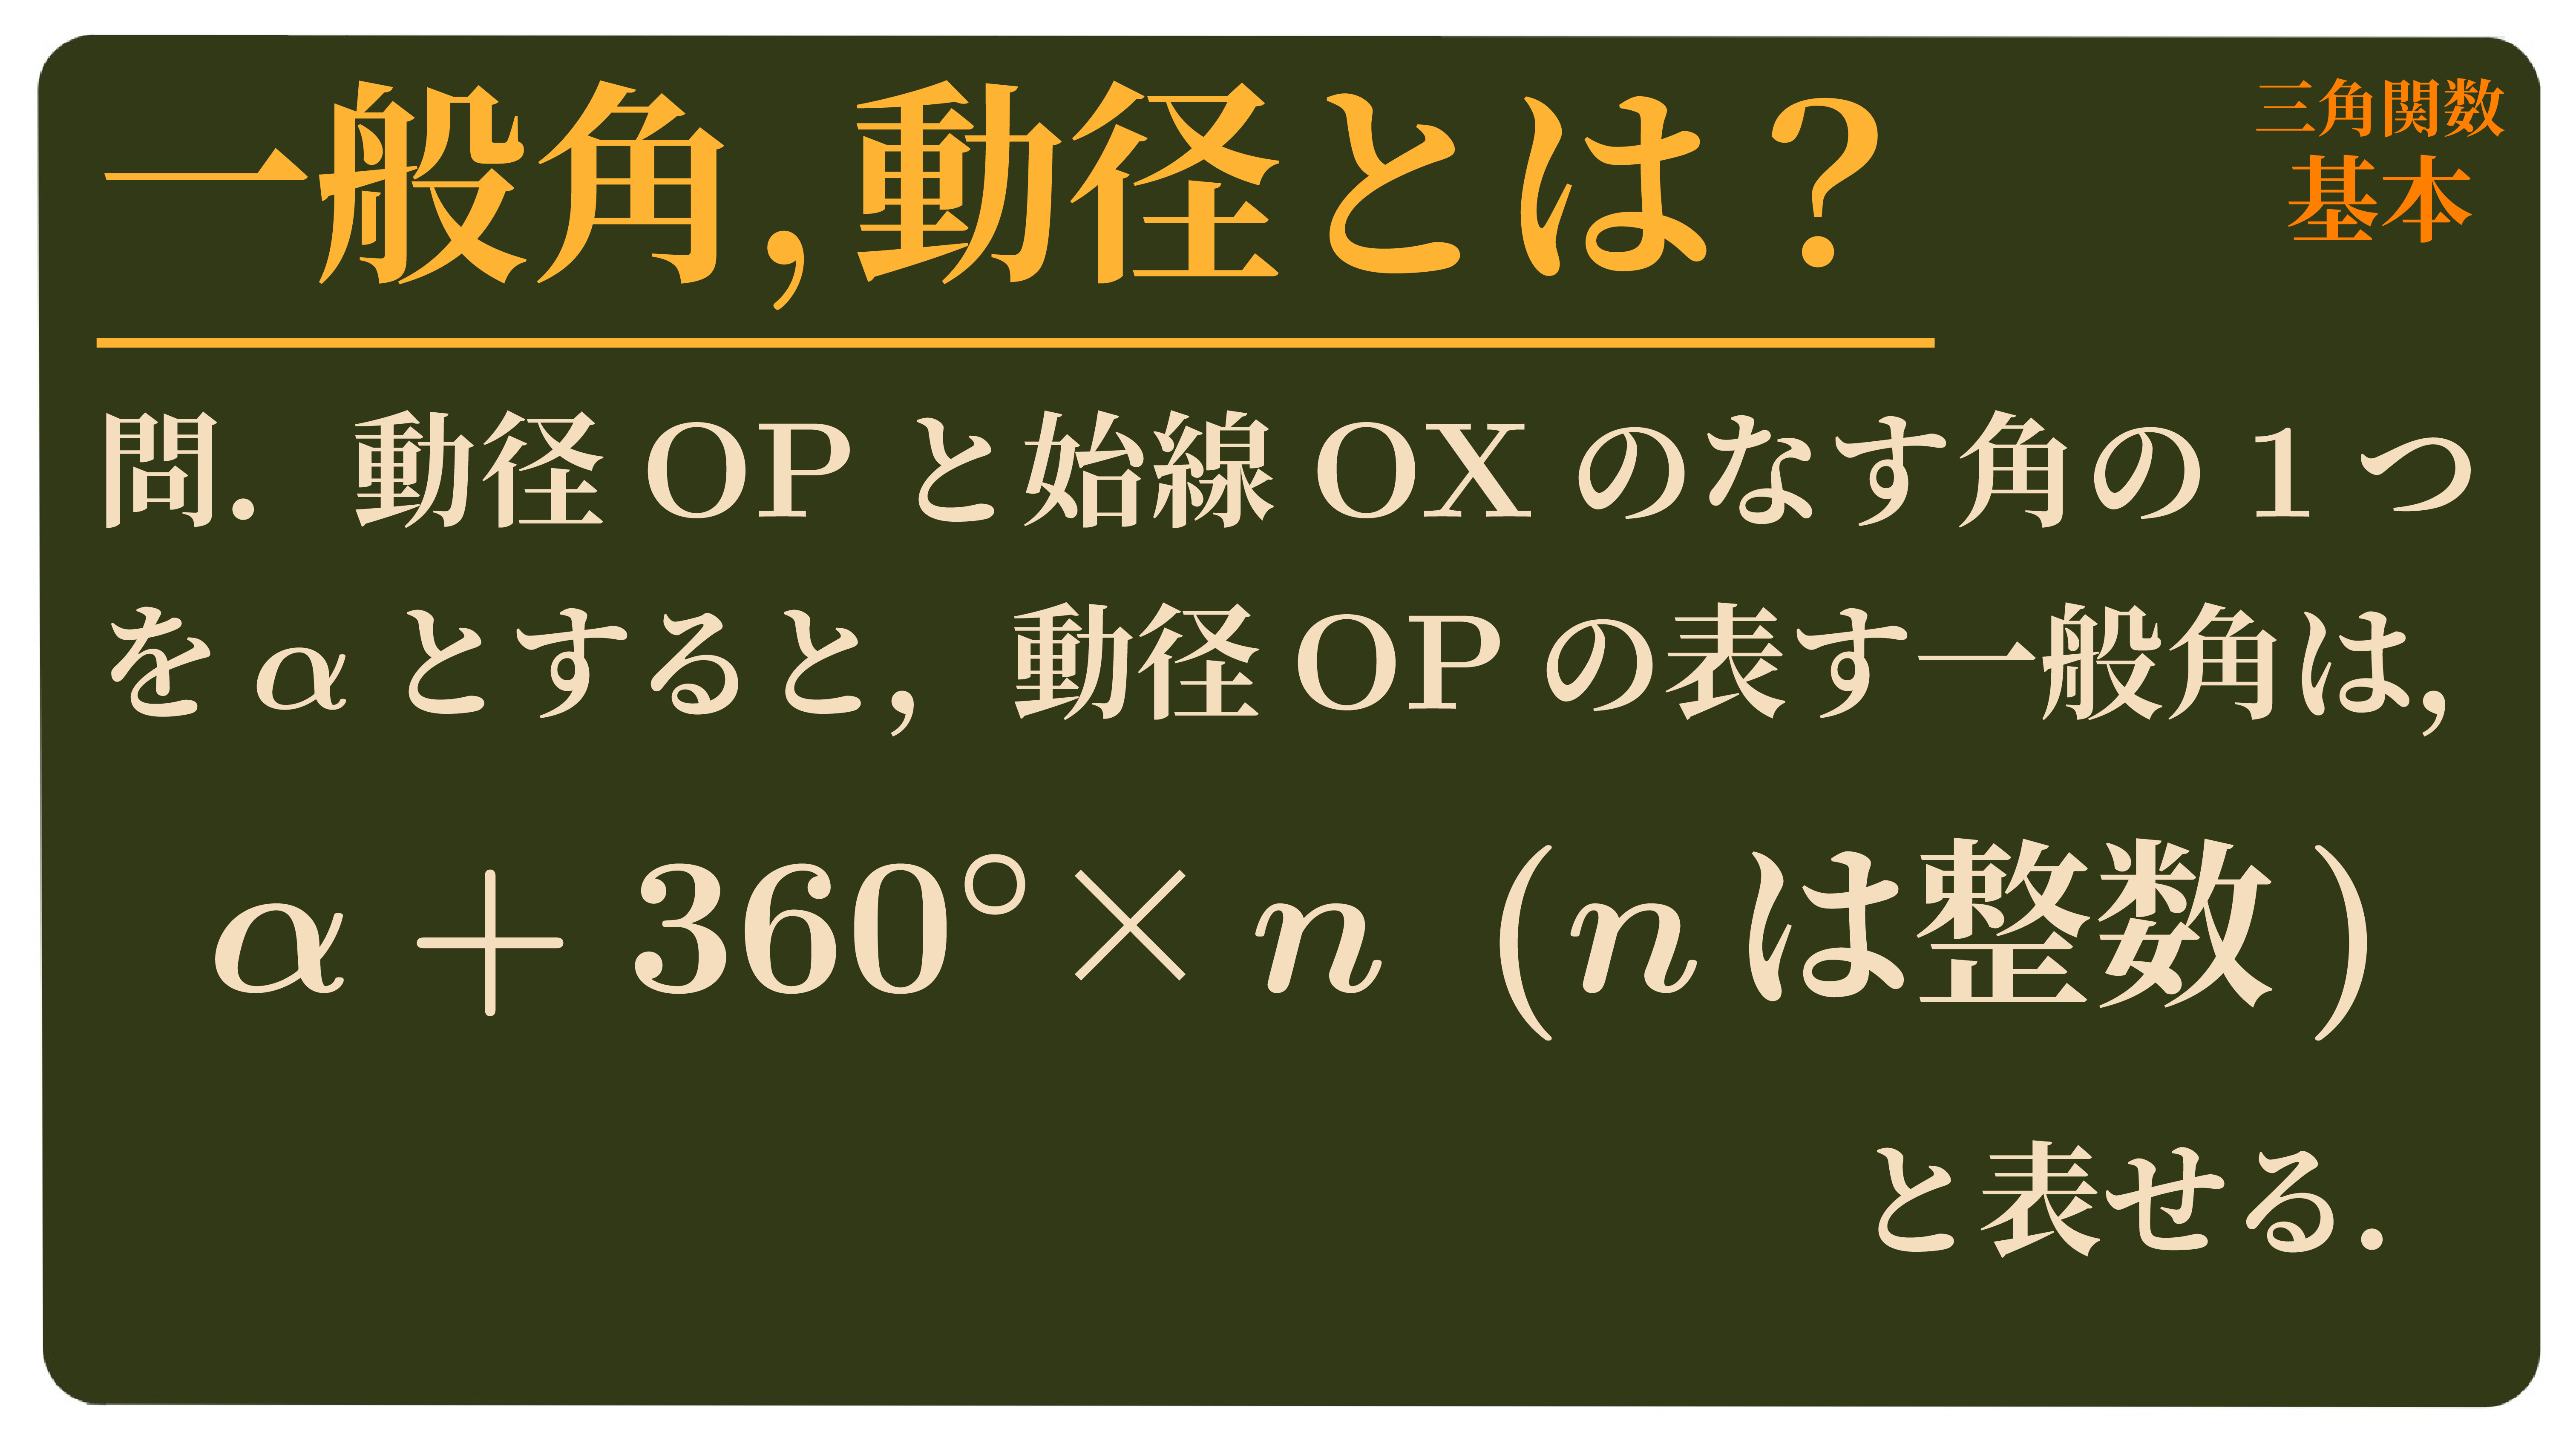 一般角,動径とは?
三角関数
基本
問. 動径 OP と始線 OX のなす角の 1 つ
を α とすると, 動径 OP の表す一般角は,
α + 360° × n (n は整数)
と表せる.